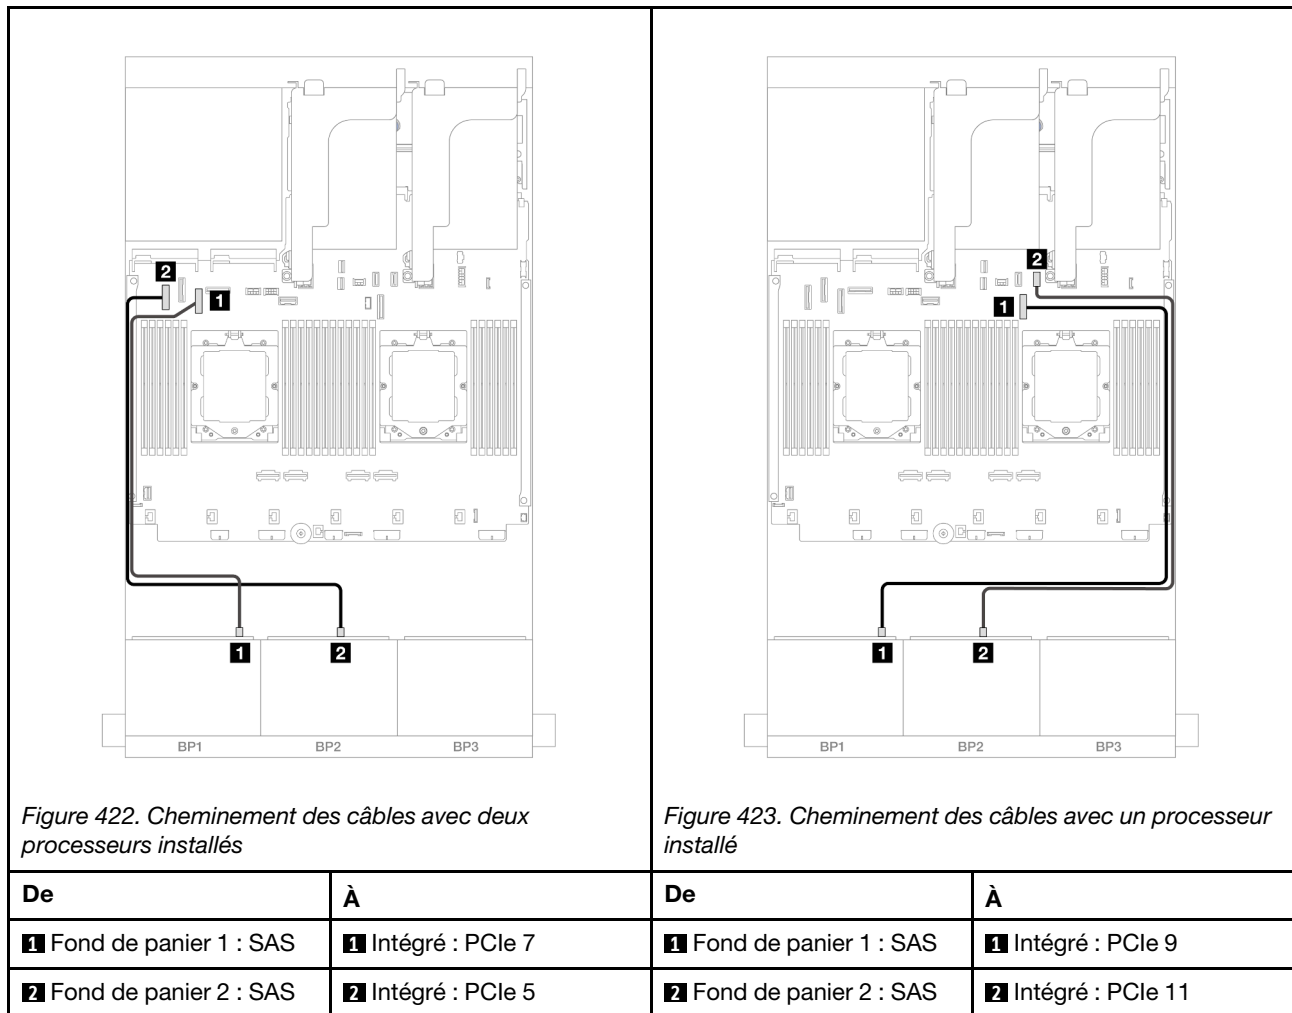 2
1
1
2
BP1
BP2
BP3
Figure 422. Cheminement des câbles avec deux
processeurs installés
2
1
1
2
BP1
BP2
BP3
Figure 423. Cheminement des câbles avec un processeur
installé
De À De À
1 Fond de panier 1 : SAS 1 Intégré : PCIe 7 1 Fond de panier 1 : SAS 1 Intégré : PCIe 9
2 Fond de panier 2 : SAS 2 Intégré : PCIe 5 2 Fond de panier 2 : SAS 2 Intégré : PCIe 11